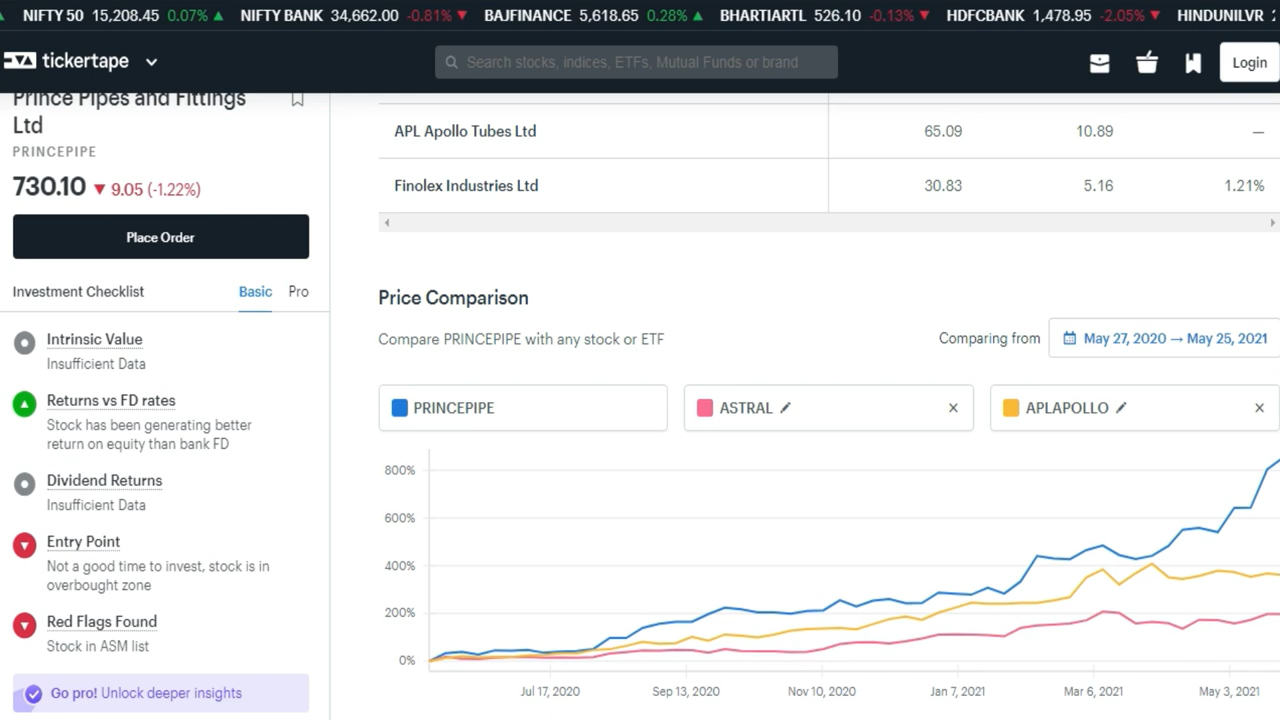 NIFTY 50 15,208.45 0.07% NIFTY BANK 34,662.00 -0.81% BAJFINANCE 5,618.65 0.28% BHARTIARTL 526.10 -0.13% HDFCBANK 1,478.95 -2.05% HINDUNILVR
tickertape
Search stocks, indices, ETFs, Mutual Funds or brand
Login
Prince Pipes and Fittings
Ltd
PRINCEPIPE
730.10 9.05 (-1.22%)
Place Order
Investment Checklist Basic Pro
Intrinsic Value
Insufficient Data
Returns vs FD rates
Stock has been generating better
return on equity than bank FD
Dividend Returns
Insufficient Data
Entry Point
Not a good time to invest, stock is in
overbought zone
Red Flags Found
Stock in ASM list
Go pro! Unlock deeper insights
APL Apollo Tubes Ltd 65.09 10.89 —
Finolex Industries Ltd 30.83 5.16 1.21%
Price Comparison
Compare PRINCEPIPE with any stock or ETF
Comparing from May 27, 2020 → May 25, 2021
PRINCEPIPE ASTRAL APLAPOLLO
800%
600%
400%
200%
0%
Jul 17, 2020 Sep 13, 2020 Nov 10, 2020 Jan 7, 2021 Mar 6, 2021 May 3, 2021